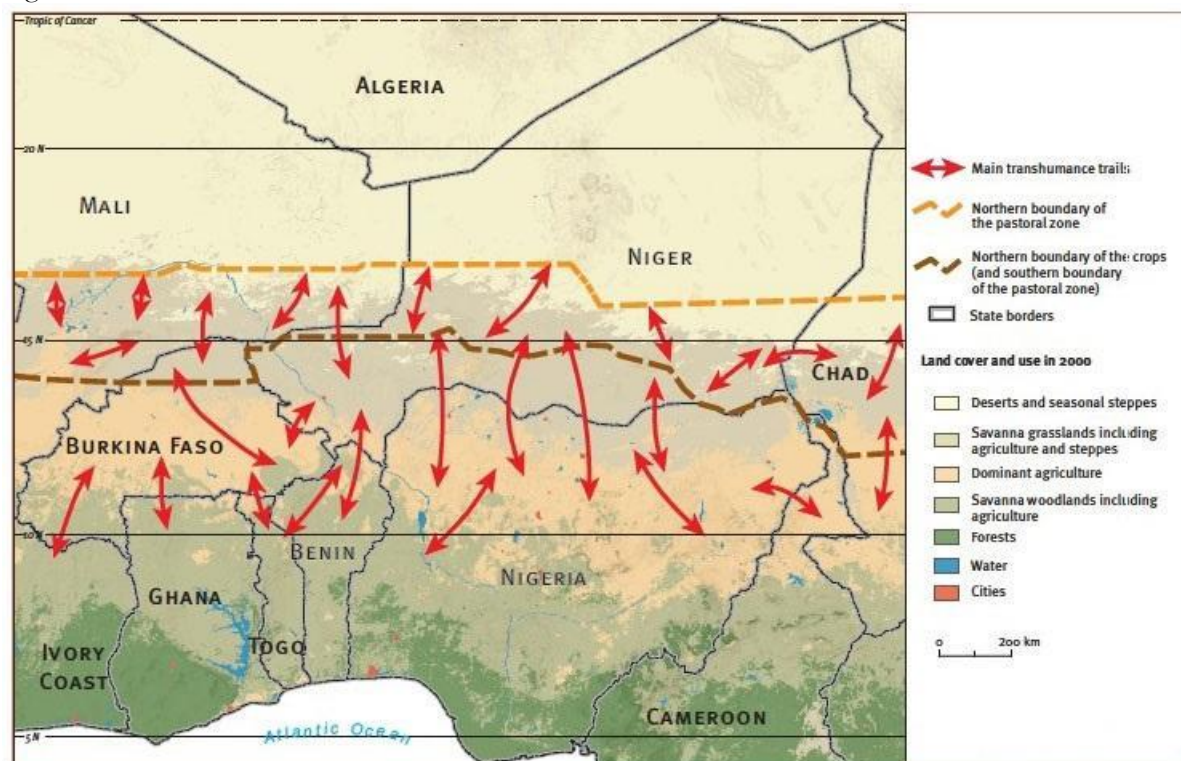 Tropic of Cancer
ALGERIA
20 N
MALI
NIGER
45 N
CHAD
BURKINA FASO
10 N
BENIN
NIGERIA
GHANA
TOGO
IVORY
COAST
CAMEROON
Atlantic Ocean
5 N
Main transhumance trails
Northern boundary of
the pastoral zone
Northern boundary of the crops
(and southern boundary
of the pastoral zone)
State borders
Land cover and use in 2000
Deserts and seasonal steppes
Savanna grasslands including
agriculture and steppes
Dominant agriculture
Savanna woodlands including
agriculture
Forests
Water
Cities
0 200 km